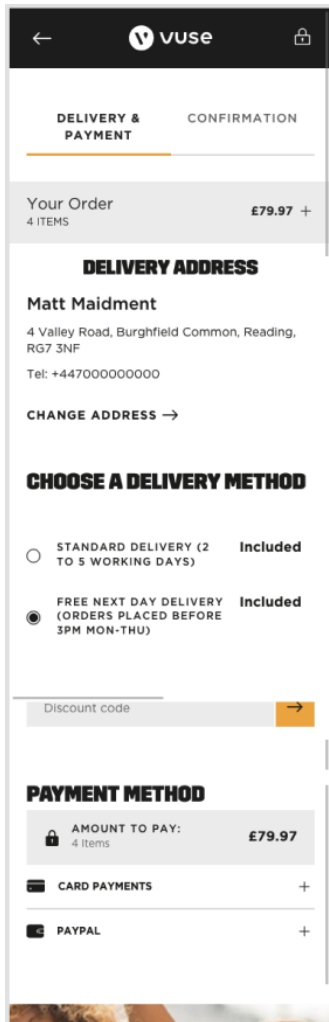 vuse
DELIVERY &
PAYMENT
CONFIRMATION
Your Order
4 ITEMS
£79.97 +
DELIVERY ADDRESS
Matt Maidment
4 Valley Road, Burghfield Common, Reading,
RG7 3NF
Tel: +447000000000
CHANGE ADDRESS →
CHOOSE A DELIVERY METHOD
STANDARD DELIVERY (2
TO 5 WORKING DAYS)
Included
FREE NEXT DAY DELIVERY
(ORDERS PLACED BEFORE
3PM MON-THU)
Included
Discount code
PAYMENT METHOD
AMOUNT TO PAY:
4 Items
£79.97
CARD PAYMENTS +
PAYPAL +